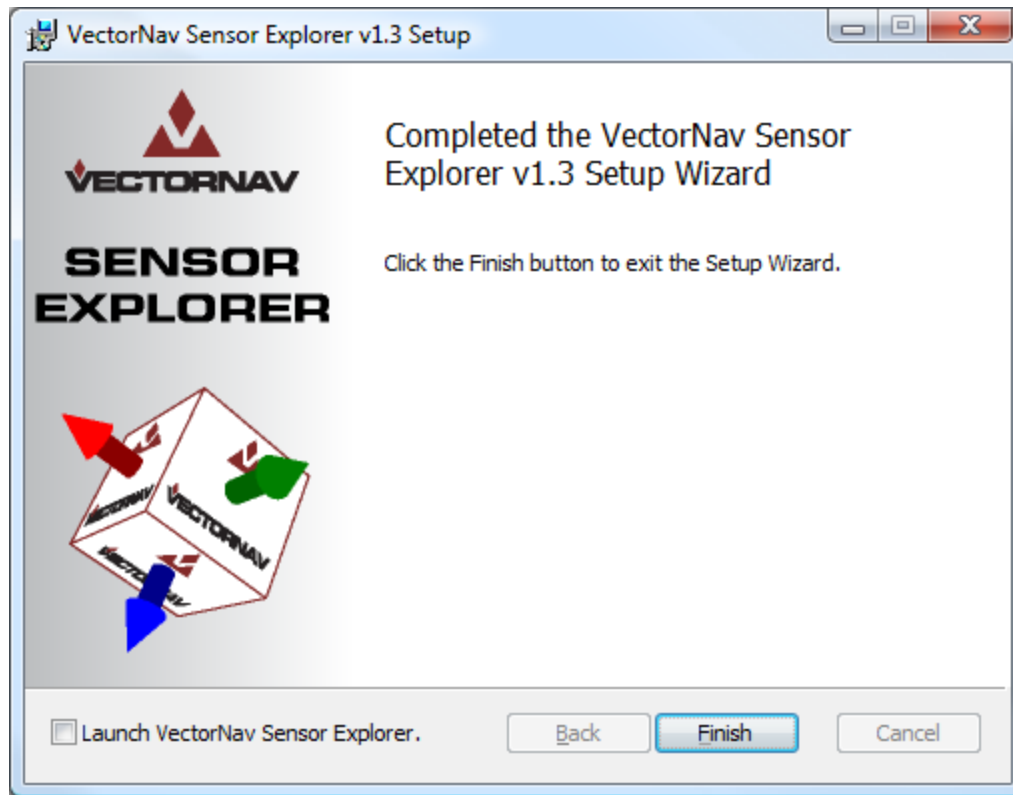 VectorNav Sensor Explorer v1.3 Setup
VECTORNAV
SENSOR
EXPLORER
Completed the VectorNav Sensor
Explorer v1.3 Setup Wizard
Click the Finish button to exit the Setup Wizard.
VECTORNAV
VECTORNAV
VECTORNAV
Launch VectorNav Sensor Explorer.
Back
Finish
Cancel